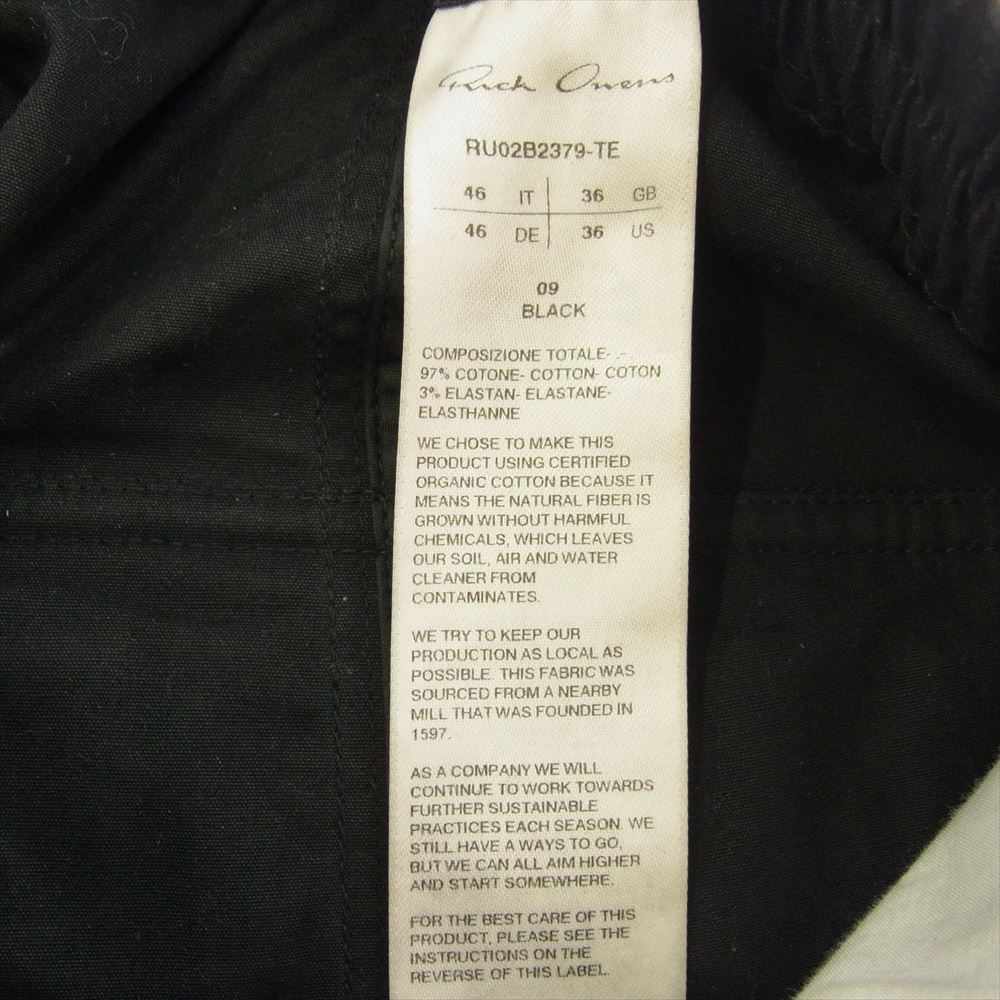 Rick Owens
RU02B2379-TE
46 IT 36 GB
46 DE 36 US
09
BLACK
COMPOSIZIONE TOTALE- -.
97% COTONE- COTTON- COTON
3% ELASTAN- ELASTANE-
ELASTHANNE
WE CHOSE TO MAKE THIS
PRODUCT USING CERTIFIED
ORGANIC COTTON BECAUSE IT
MEANS THE NATURAL FIBER IS
GROWN WITHOUT HARMFUL
CHEMICALS, WHICH LEAVES
OUR SOIL, AIR AND WATER
CLEANER FROM
CONTAMINATES.
WE TRY TO KEEP OUR
PRODUCTION AS LOCAL AS
POSSIBLE. THIS FABRIC WAS
SOURCED FROM A NEARBY
MILL THAT WAS FOUNDED IN
1597.
AS A COMPANY WE WILL
CONTINUE TO WORK TOWARDS
FURTHER SUSTAINABLE
PRACTICES EACH SEASON. WE
STILL HAVE A WAYS TO GO,
BUT WE CAN ALL AIM HIGHER
AND START SOMEWHERE.
FOR THE BEST CARE OF THIS
PRODUCT, PLEASE SEE THE
INSTRUCTIONS ON THE
REVERSE OF THIS LABEL.